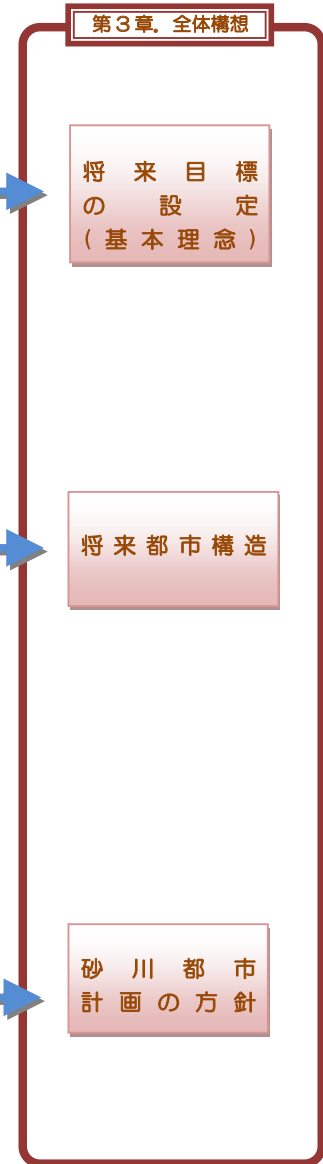 第3章．全体構想
将来目標
の設定
(基本理念)
将来都市構造
砂川都市
計画の方針